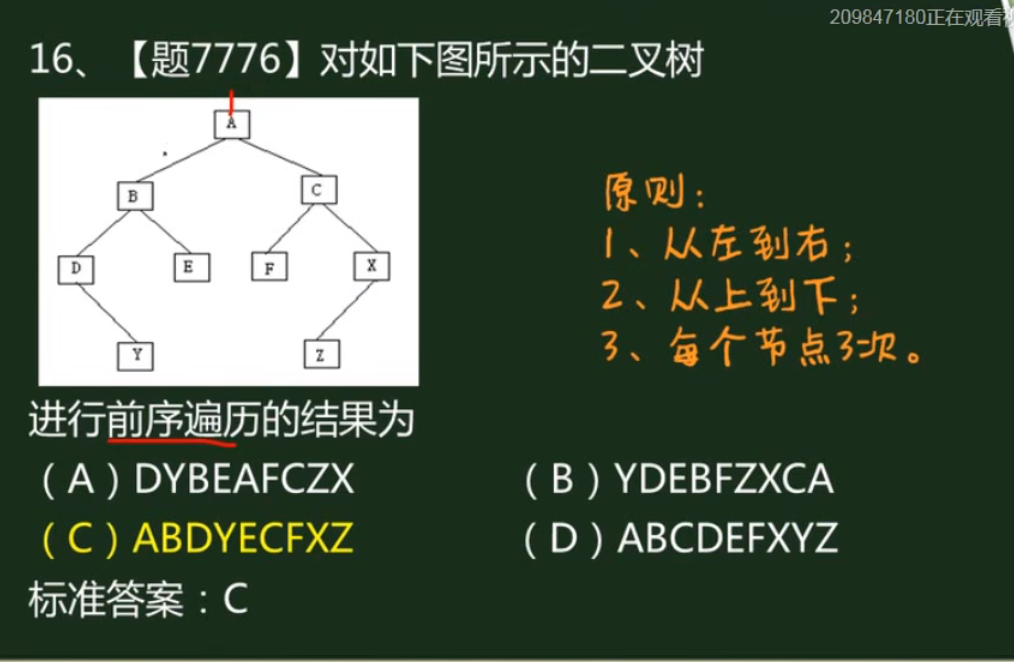 209847180正在观看
16、【题7776】对如下图所示的二叉树
A
B
C
D
E
F
X
Y
Z
原则：
1、从左到右；
2、从上到下；
3、每个节点3次。
进行前序遍历的结果为
（A）DYBEAFCZX
（B）YDEBFZXCA
（C）ABDYECFXZ
（D）ABCDEFXYZ
标准答案：C